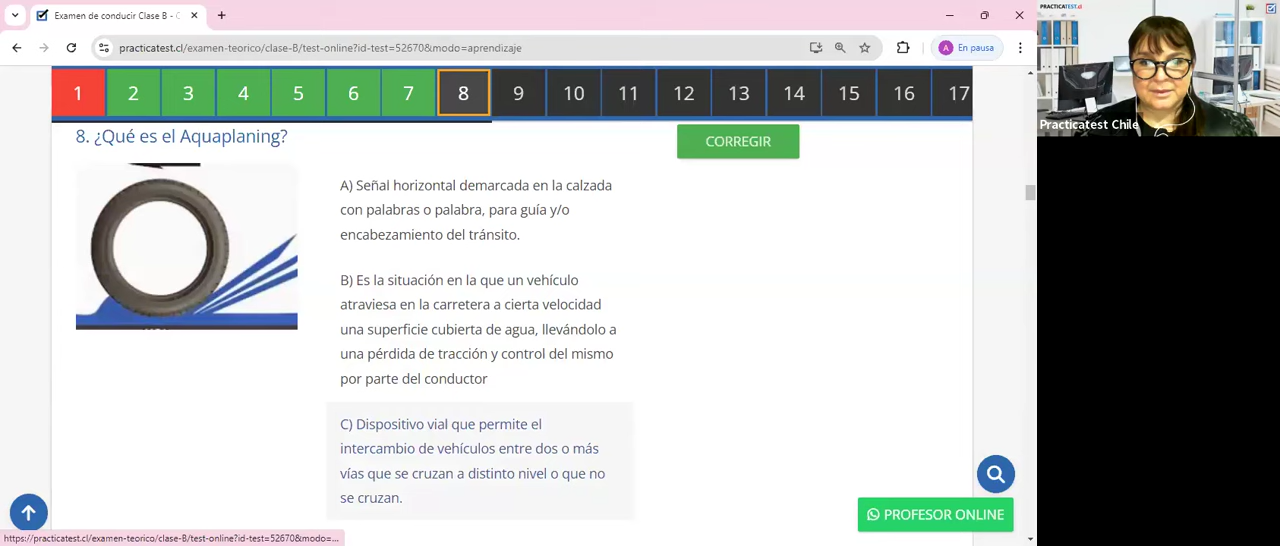 Examen de conducir Clase B - C
practicatest.cl/examen-teorico/clase-B/test-online?id-test=52670&modo=aprendizaje
A
En pausa
1 2 3 4 5 6 7 8 9 10 11 12 13 14 15 16 17
8. ¿Qué es el Aquaplaning?
CORREGIR
A) Señal horizontal demarcada en la calzada
con palabras o palabra, para guía y/o
encabezamiento del tránsito.
B) Es la situación en la que un vehículo
atraviesa en la carretera a cierta velocidad
una superficie cubierta de agua, llevándolo a
una pérdida de tracción y control del mismo
por parte del conductor
C) Dispositivo vial que permite el
intercambio de vehículos entre dos o más
vías que se cruzan a distinto nivel o que no
se cruzan.
PROFESOR ONLINE
https://practicatest.cl/examen-teorico/clase-B/test-online?id-test=52670&modo=...
PRACTICATEST.cl
Practicatest Chile